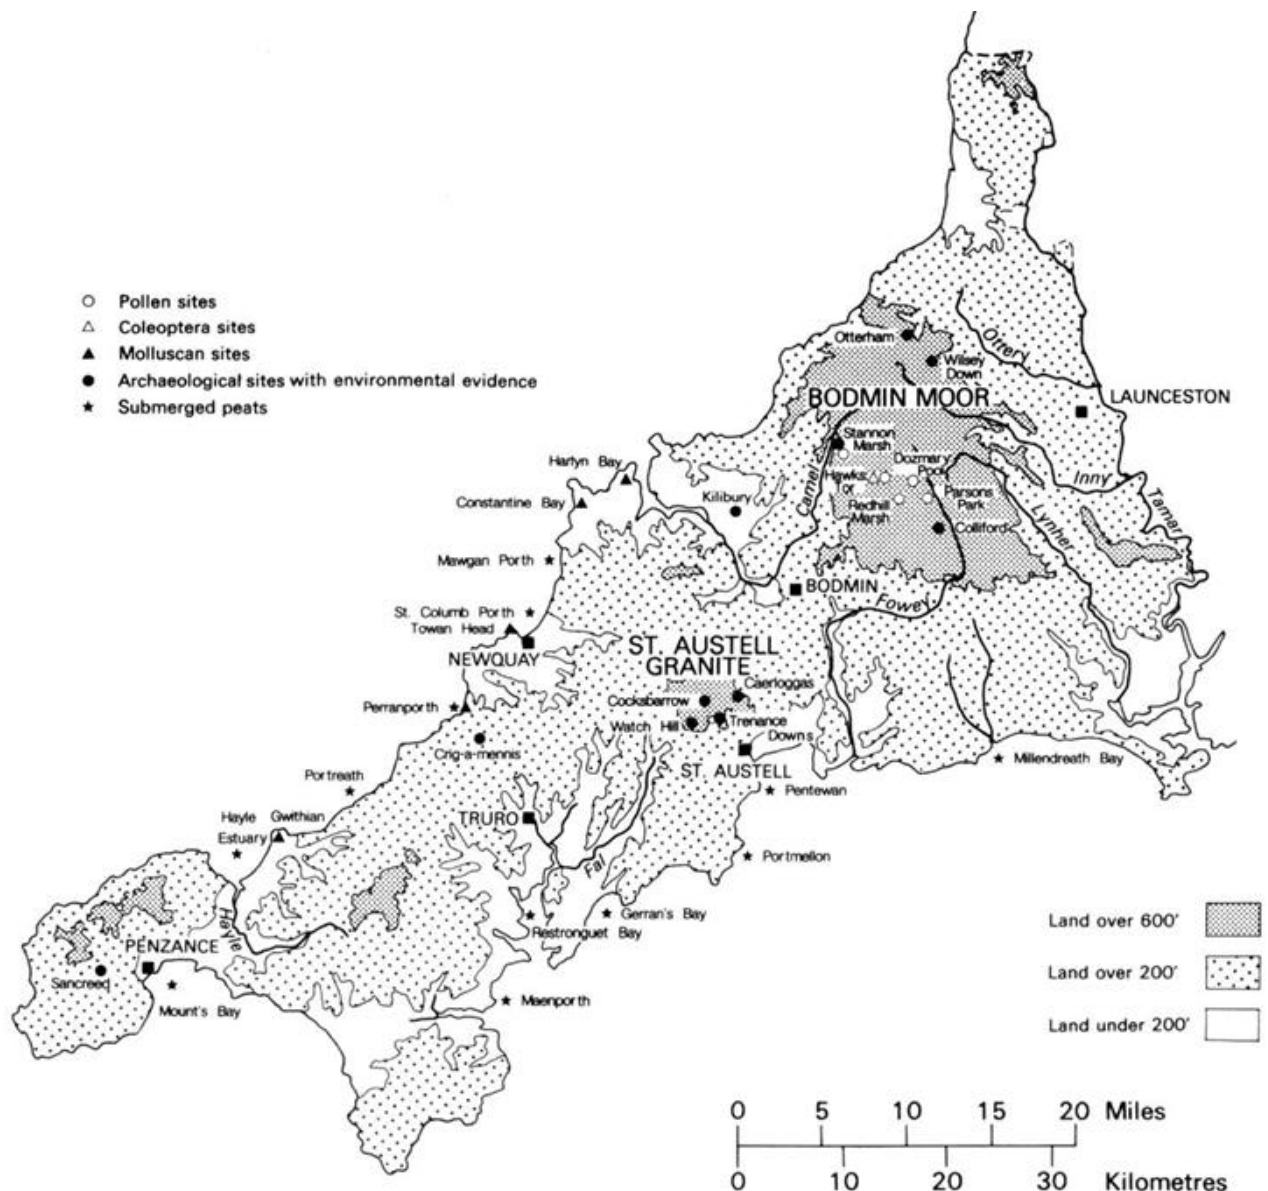 Pollen sites
Coleoptera sites
Molluscan sites
Archaeological sites with environmental evidence
Submerged peats
Otterham
Ottery
Wilsey
Down
BODMIN MOOR
LAUNCESTON
Stannon
Marsh
Dozmary
Pool
Harlyn Bay
Hawks
Tor
Inny
Constantine Bay
Kilibury
Camel
Parsons
Park
Redhill
Marsh
Lynher
Tamar
Colliford
Mawgan Porth
BODMIN
Fowey
St. Columb Porth
Towan Head
NEWQUAY
ST. AUSTELL
GRANITE
Caerloggas
Cocksbarrow
Perranporth
Watch Hill
Trenance
Downs
Crig-a-mennis
ST. AUSTELL
Millendreath Bay
Portreath
Pentewan
Hayle
Gwithian
Estuary
TRURO
Portmellon
Fal
Gerran's Bay
Restronguet Bay
Hayle
PENZANCE
Sancreed
Mount's Bay
Maenporth
Land over 600'
Land over 200'
Land under 200'
0 5 10 15 20 Miles
0 10 20 30 Kilometres